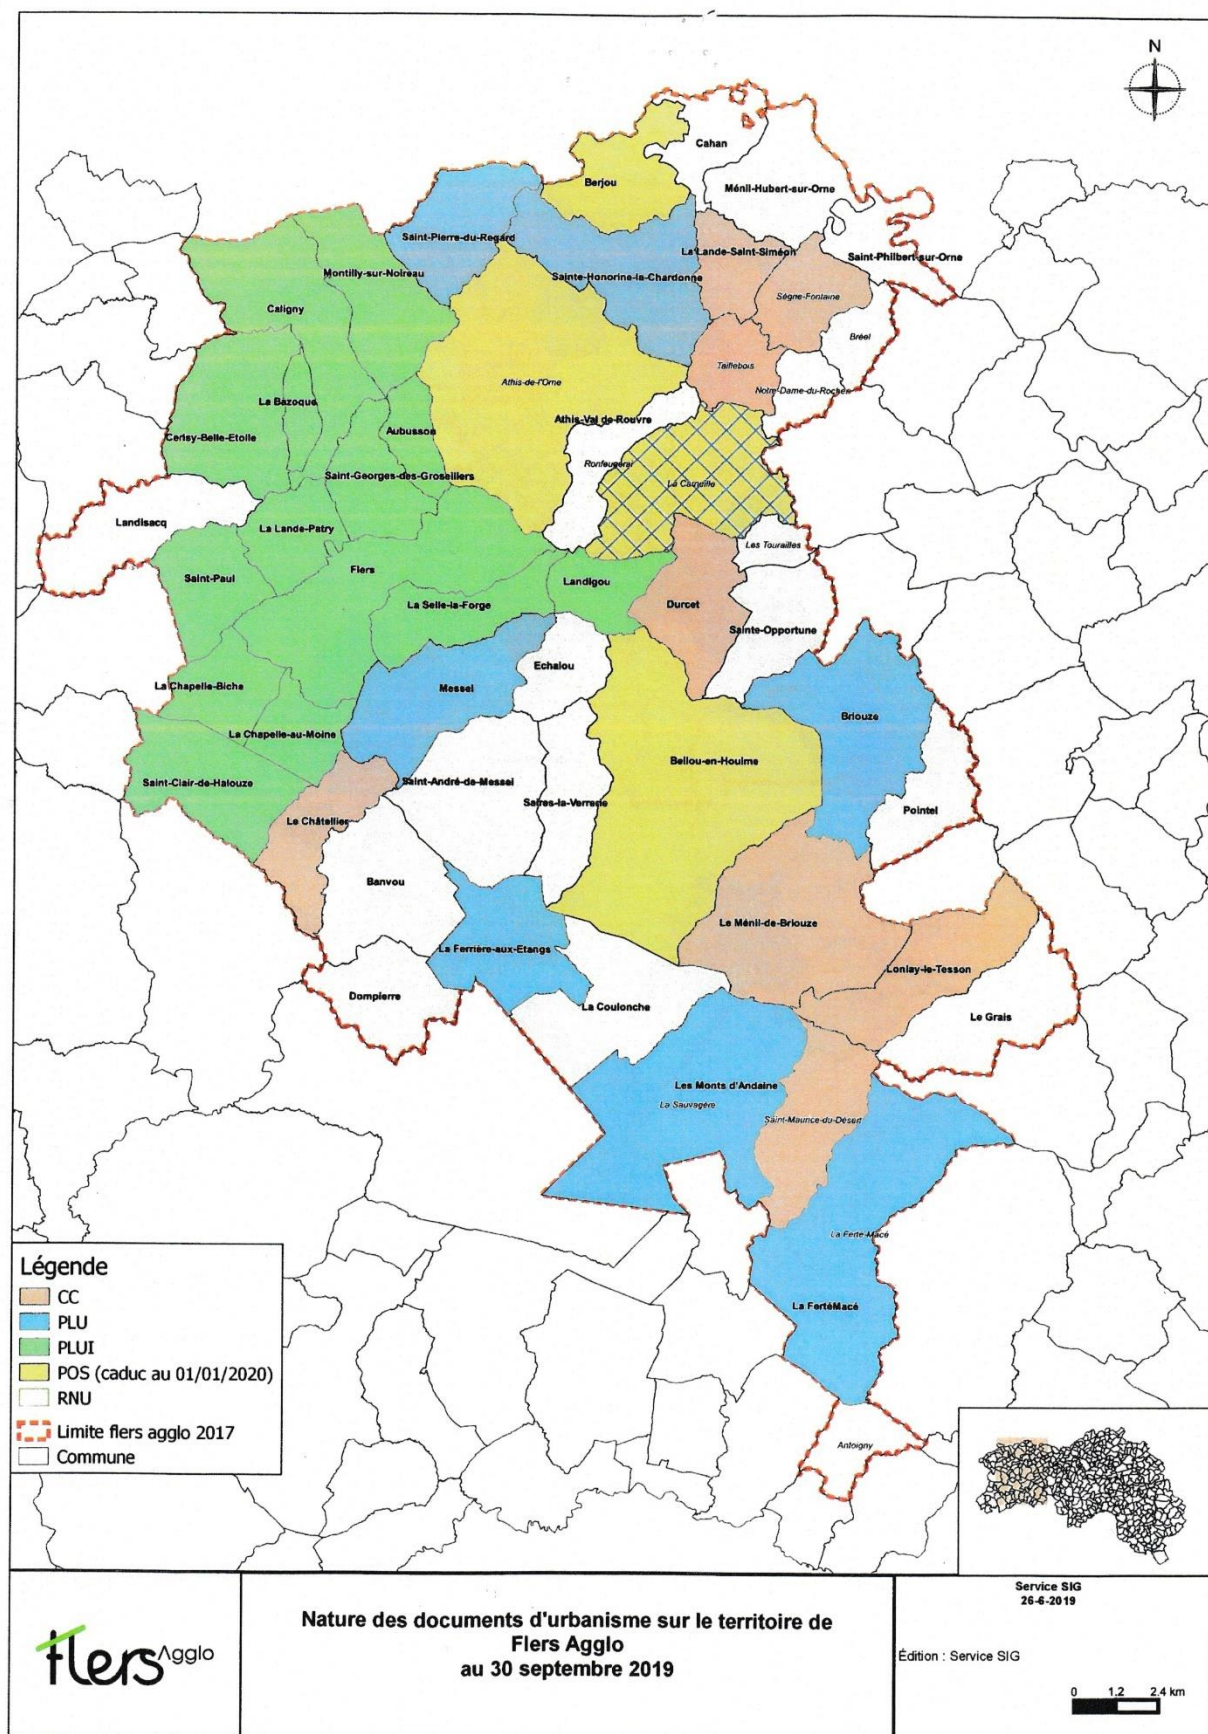 N
Cahan
Berjou
Ménil-Hubert-sur-Orne
Saint-Pierre-du-Regard
La Lande-Saint-Siméon
Saint-Philbert-sur-Orne
Montilly-sur-Noireau
Sainte-Honorine-la-Chardonne
Ségrie-Fontaine
Caligny
Bréel
Taillebois
Athis-de-l'Orne
Notre-Dame-du-Rocher
La Bazoque
Athis-Val de-Rouvre
Cerisy-Belle-Etoile
Aubusson
Ronfeugerai
Saint-Georges-des-Groseillers
La Carneille
Landisacq
La Lande-Patry
Les Tourailles
Saint-Paul
Flers
Landigou
La Selle-la-Forge
Durcet
Sainte-Opportune
Echalou
La Chapelle-Biche
Messei
Briouze
La Chapelle-au-Moine
Bellou-en-Houlme
Saint-Clair-de-Halouze
Saint-André-de-Messei
Saires-la-Verrerie
Pointel
Le Châtellier
Banvou
Le Ménil-de-Briouze
La Ferrière-aux-Etangs
Lonlay-le-Tesson
Dompierre
La Coulonche
Le Grais
Les Monts d'Andaine
La Sauvagère
Saint-Maurice-du-Désert
La Ferté-Macé
La FertéMacé
Antoigny
Légende
CC
PLU
PLUI
POS (caduc au 01/01/2020)
RNU
Limite flers agglo 2017
Commune
flers Agglo
Nature des documents d'urbanisme sur le territoire de
Flers Agglo
au 30 septembre 2019
Service SIG
26-6-2019
Édition : Service SIG
0 1.2 2.4 km